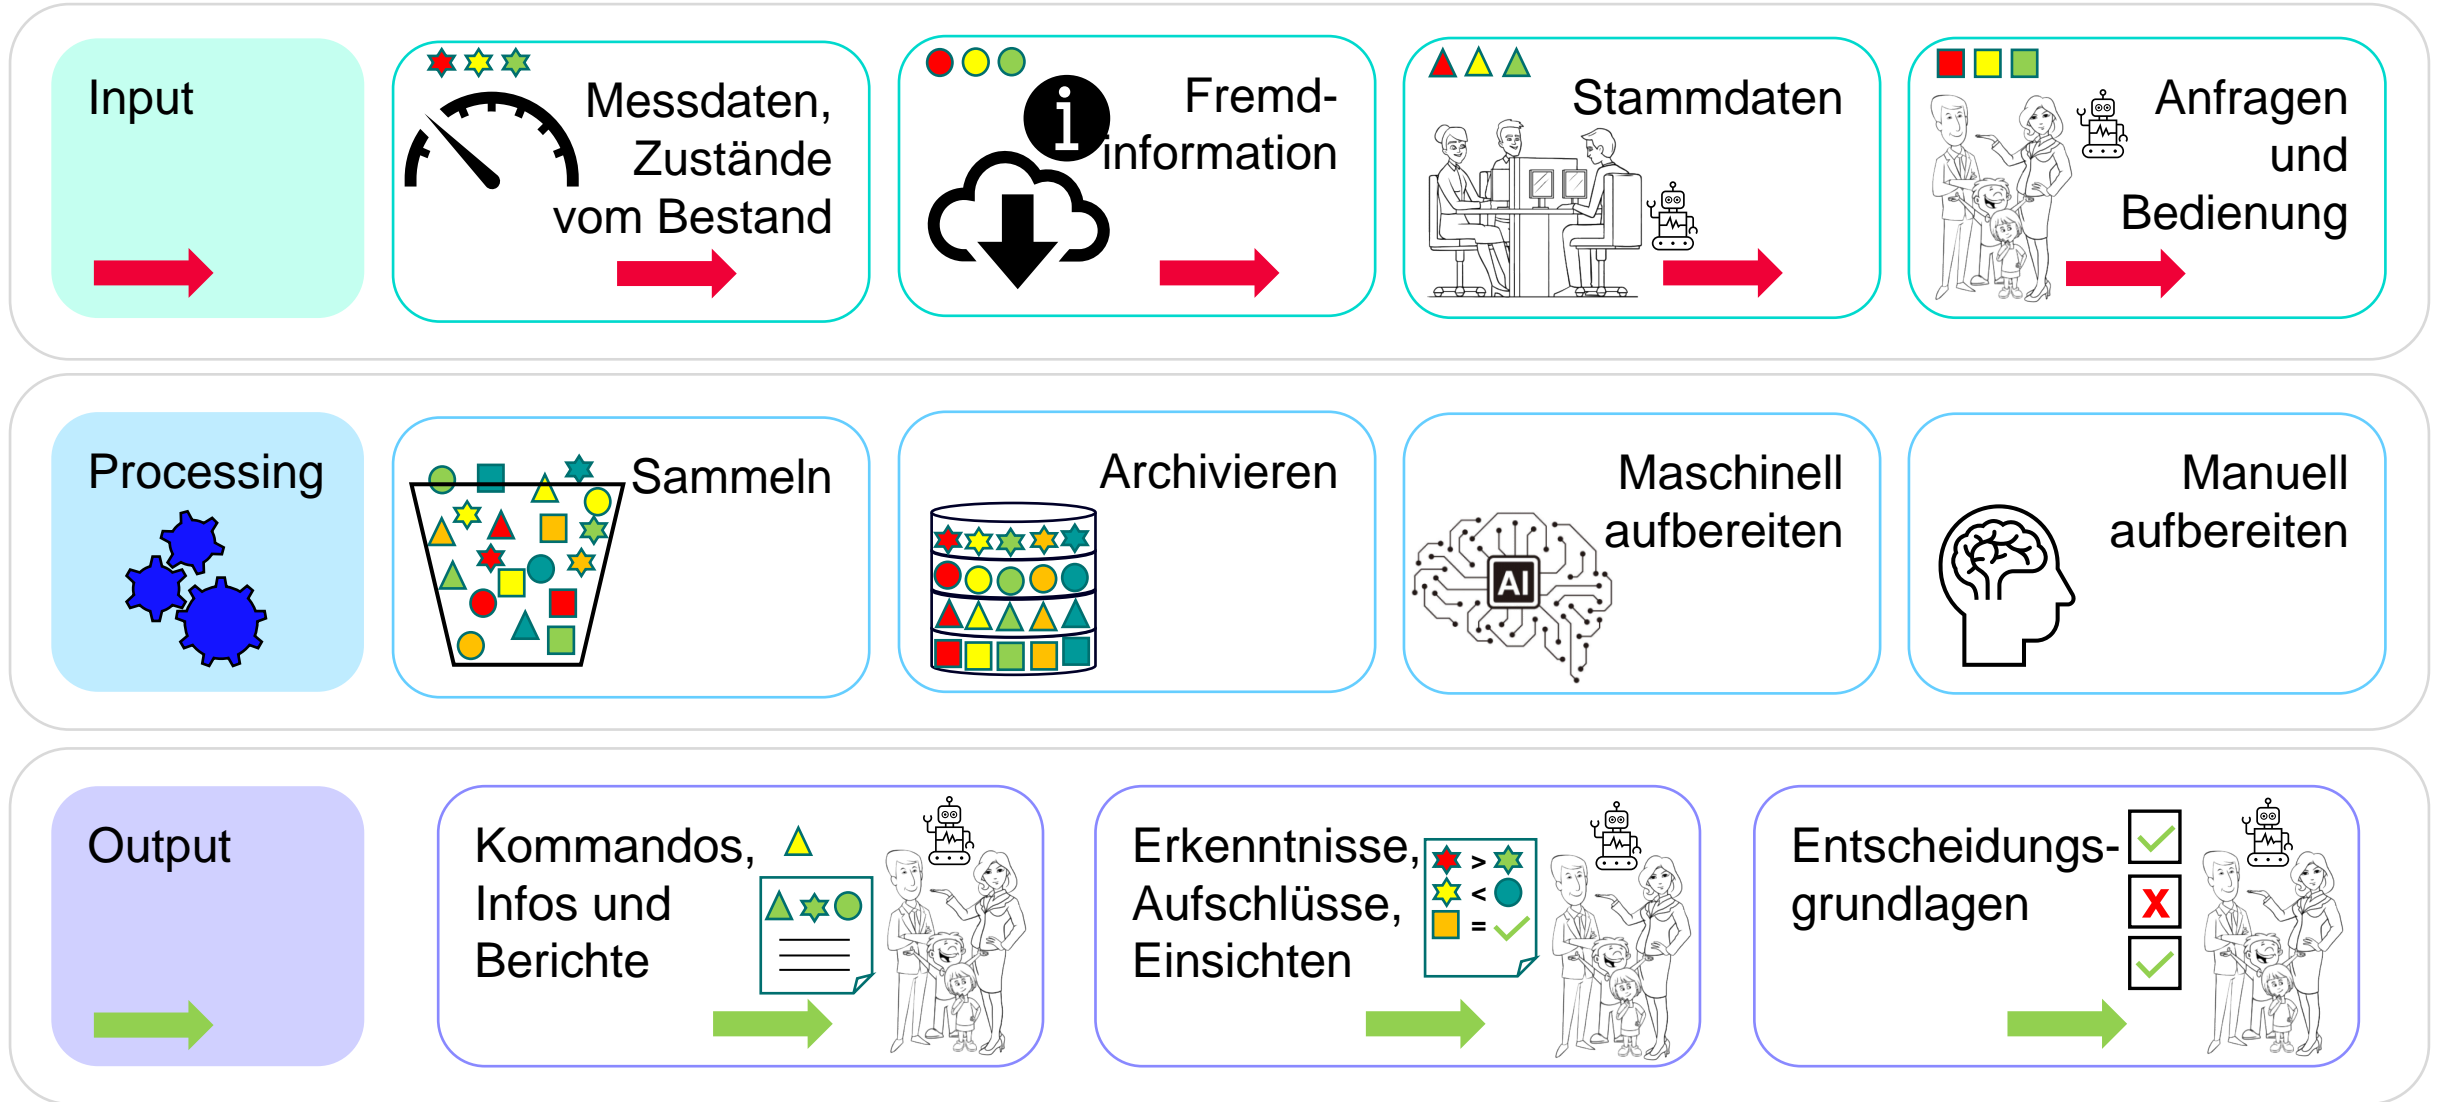 Input
Messdaten,
Zustände
vom Bestand
i
Fremd-
information
Stammdaten
Anfragen
und
Bedienung
Processing
Sammeln
Archivieren
Maschinell
aufbereiten
AI
Manuell
aufbereiten
Output
Kommandos,
Infos und
Berichte
Erkenntnisse,
Aufschlüsse,
Einsichten
>
<
=
Entscheidungs-
grundlagen
x